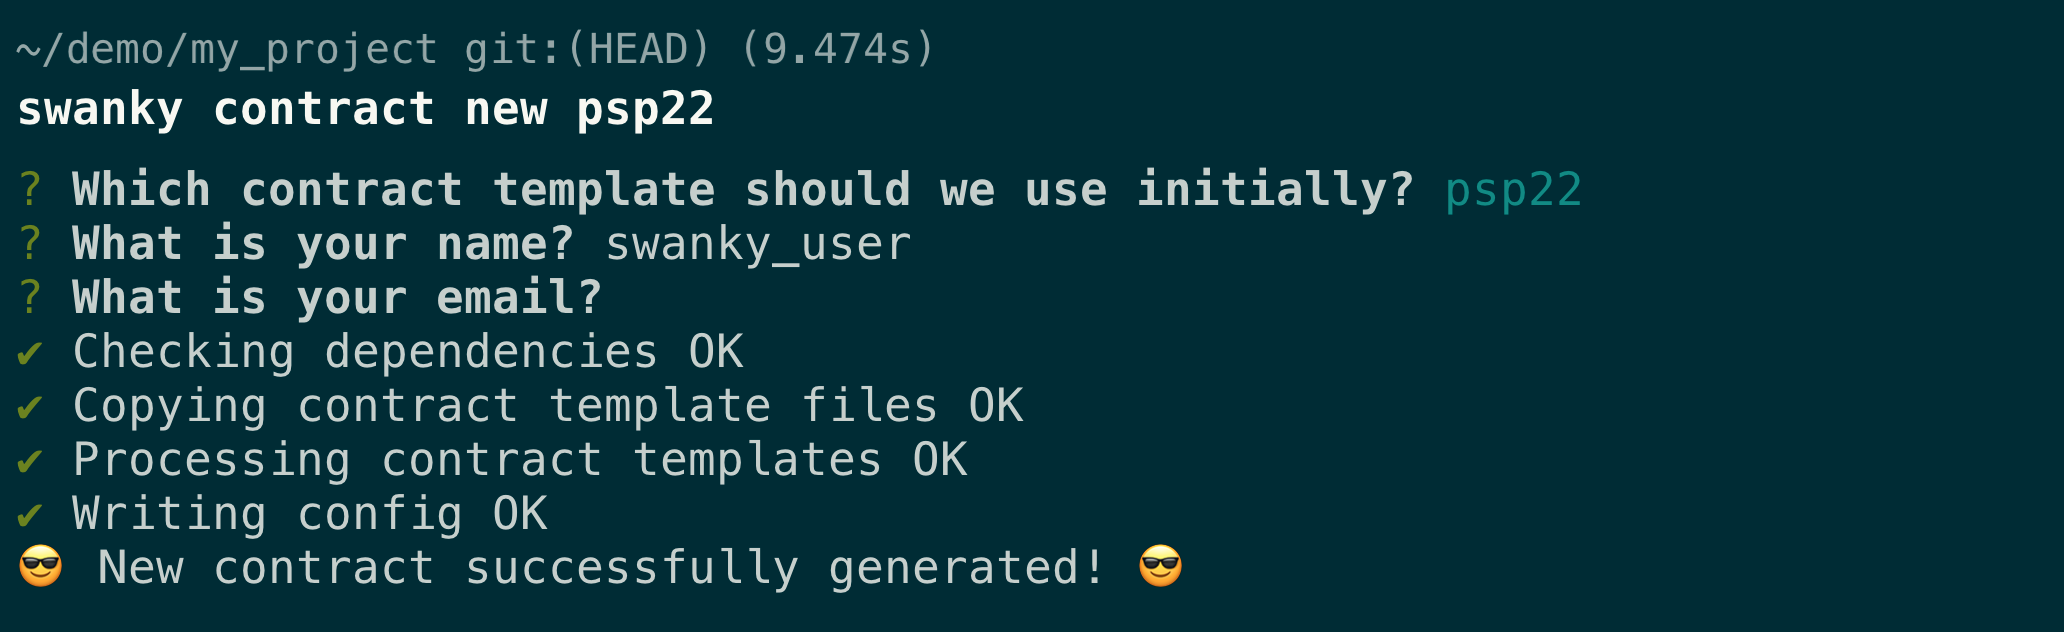 ~/demo/my_project git:(HEAD) (9.474s)
swanky contract new psp22
? Which contract template should we use initially? psp22
? What is your name? swanky_user
? What is your email?
✔ Checking dependencies OK
✔ Copying contract template files OK
✔ Processing contract templates OK
✔ Writing config OK
😎 New contract successfully generated! 😎